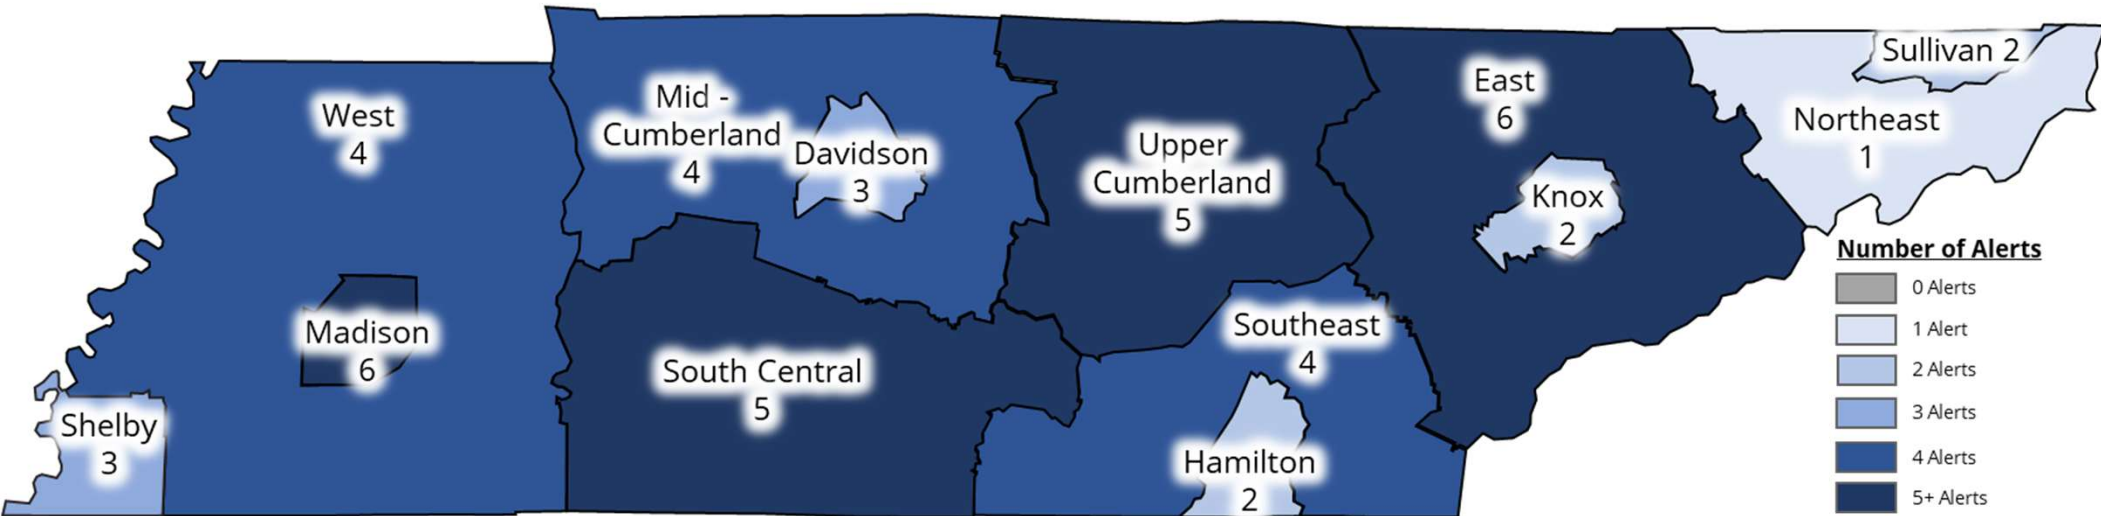 West
4
Mid -
Cumberland
4
Davidson
3
Upper
Cumberland
5
East
6
Knox
2
Sullivan 2
Northeast
1
Madison
6
Shelby
3
South Central
5
Southeast
4
Hamilton
2
Number of Alerts
0 Alerts
1 Alert
2 Alerts
3 Alerts
4 Alerts
5+ Alerts